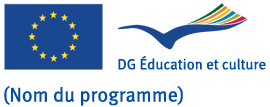 DG Éducation et culture
(Nom du programme)